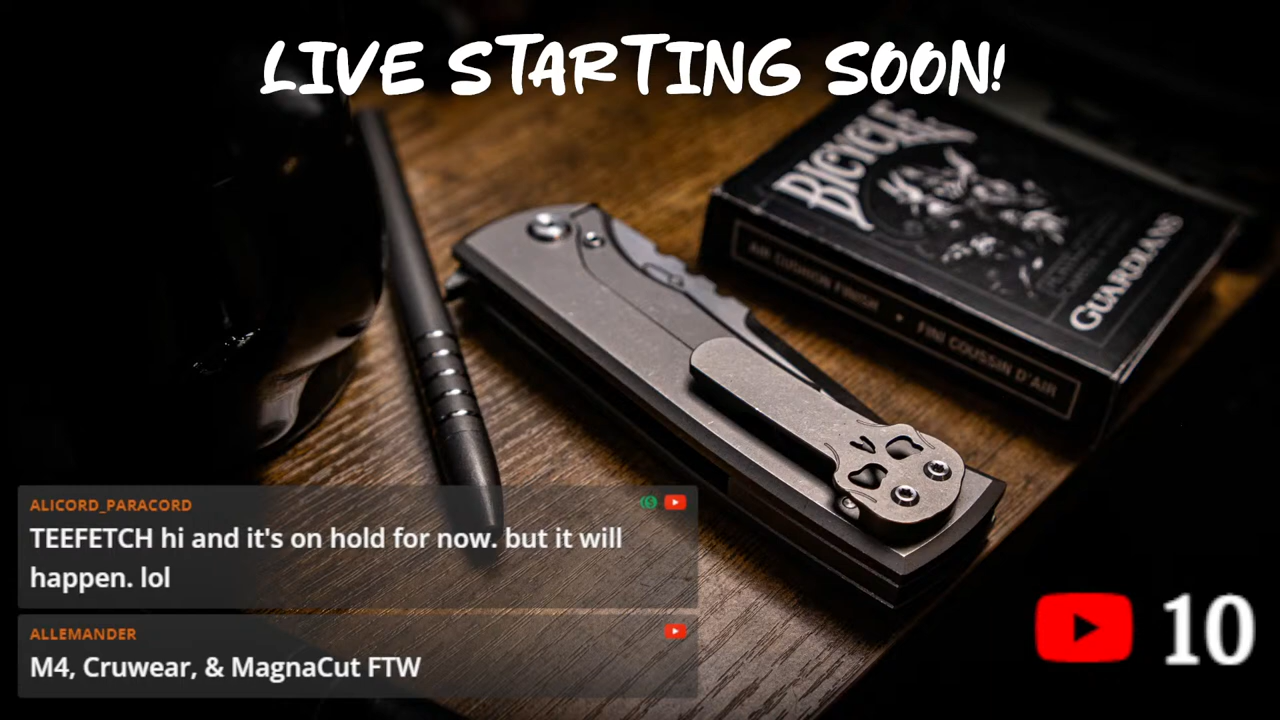 LIVE STARTING SOON!
BICYCLE
GUARDIANS
AIR CUSHION FINISH • FINI COUSSIN D'AIR
ALICORD_PARACORD
TEEFETCH hi and it's on hold for now. but it will
happen. lol
ALLEMANDER
M4, Cruwear, & MagnaCut FTW
10